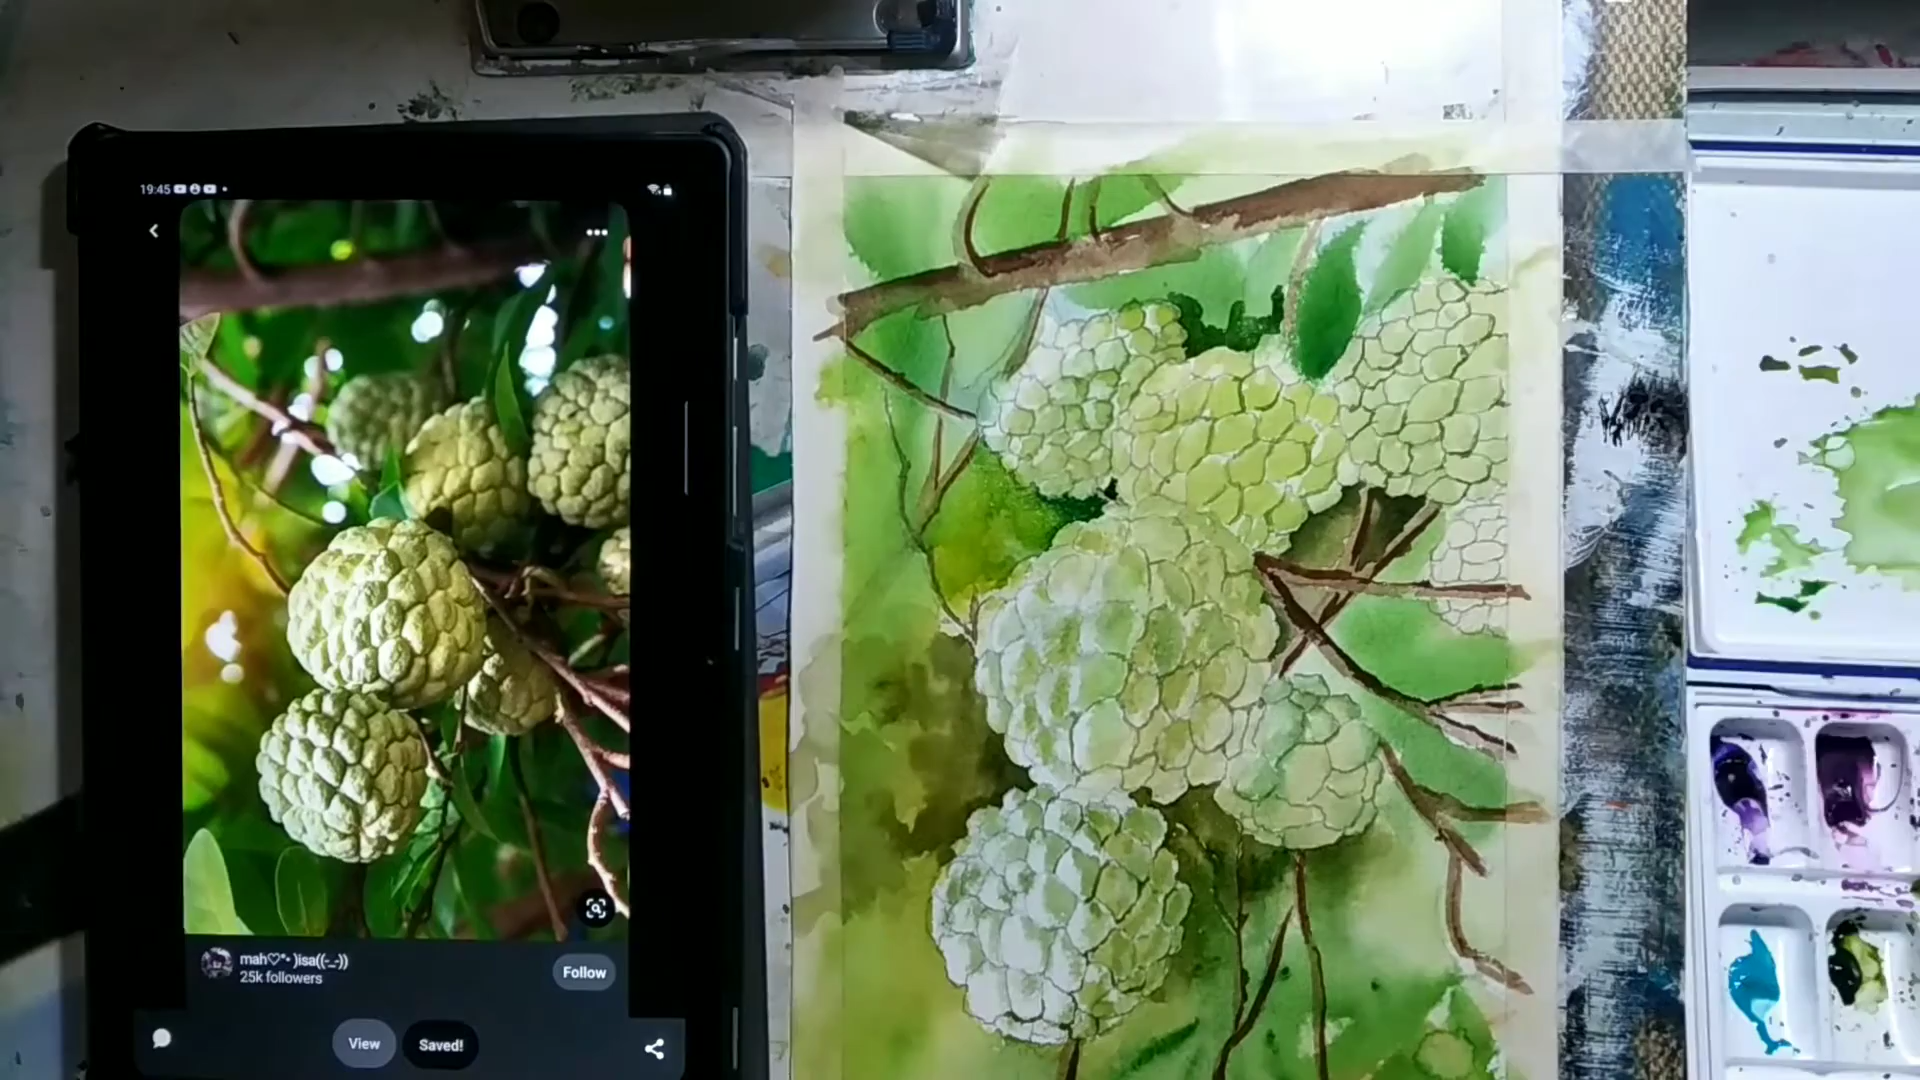 19:45
mah♡*• )isa((-_-))
25k followers
Follow
View
Saved!